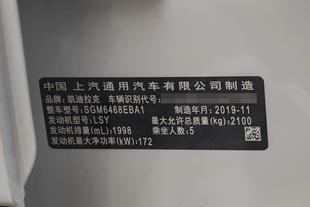 中国 上汽通用汽车有限公司制造
品牌: 凯迪拉克 车辆识别代号:
整车型号: SGM6468EBA1 制造年月: 2019-11
发动机型号: LSY 最大允许总质量(kg): 2100
发动机排量(mL): 1998 乘坐人数: 5
发动机最大净功率(kW): 172